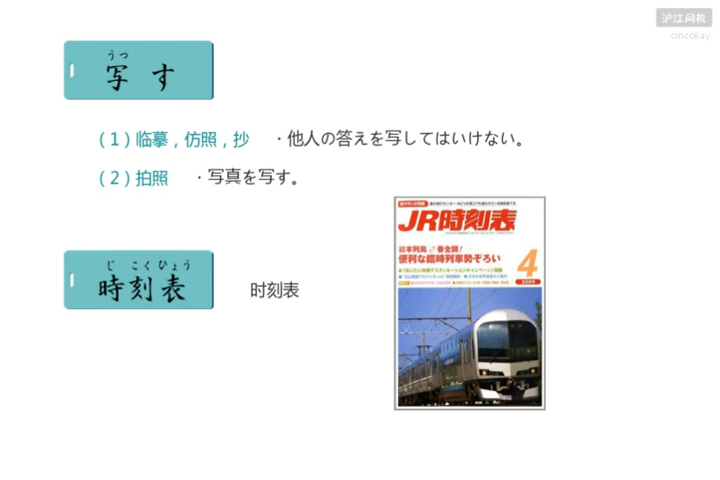 沪江网校
cincokay
うつ
写す
(1)临摹,仿照,抄 ・他人の答えを写してはいけない。
(2)拍照 ・写真を写す。
じこくひょう
時刻表 时刻表
JR時刻表
日本列島 春全開!
便利な臨時列車勢ぞろい
4
2009